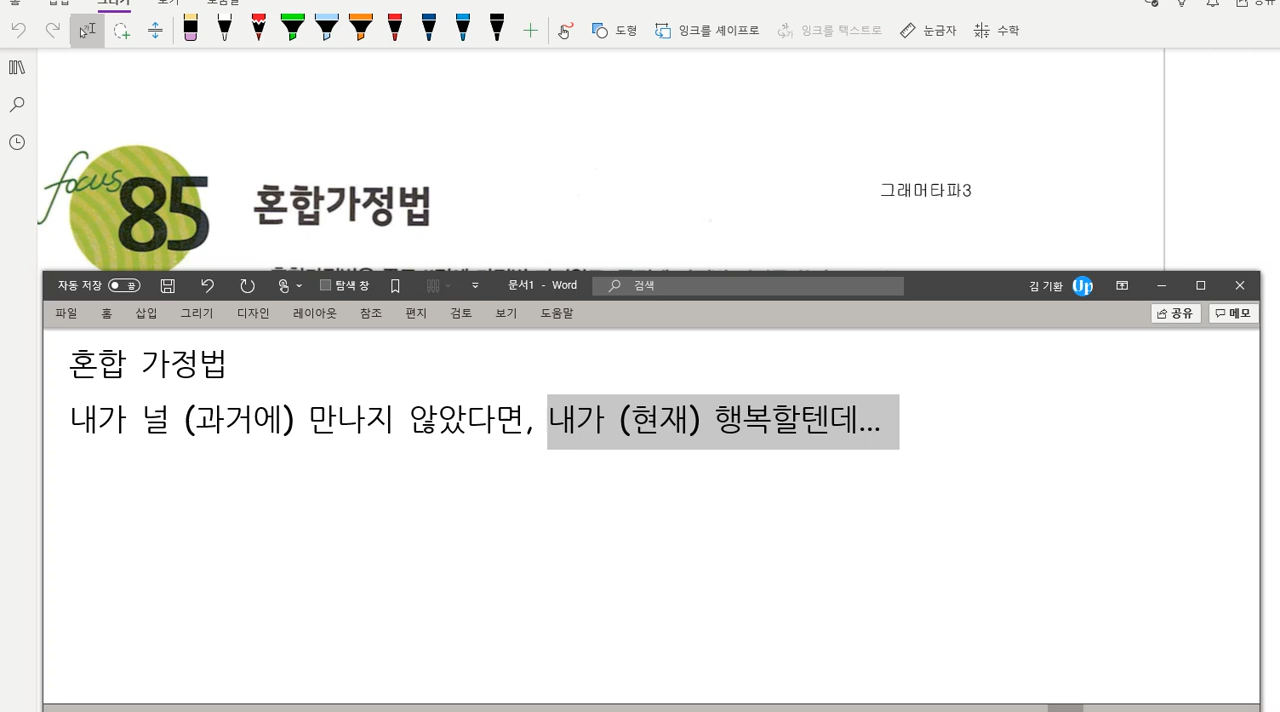 도형
잉크를 셰이프로
잉크를 텍스트로
눈금자
수학
focus
85
혼합가정법
그래머타파3
자동 저장
끔
탐색 창
문서1 - Word
검색
김 기환
Up
파일
홈
삽입
그리기
디자인
레이아웃
참조
편지
검토
보기
도움말
공유
메모
혼합 가정법
내가 널 (과거에) 만나지 않았다면, 내가 (현재) 행복할텐데...